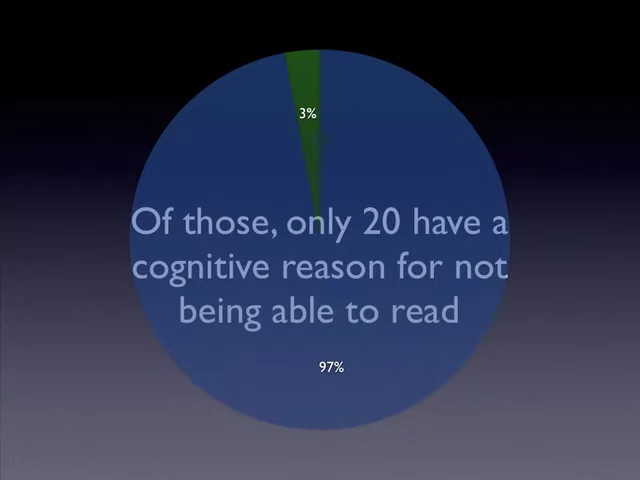 3%
Of those, only 20 have a
cognitive reason for not
being able to read
97%